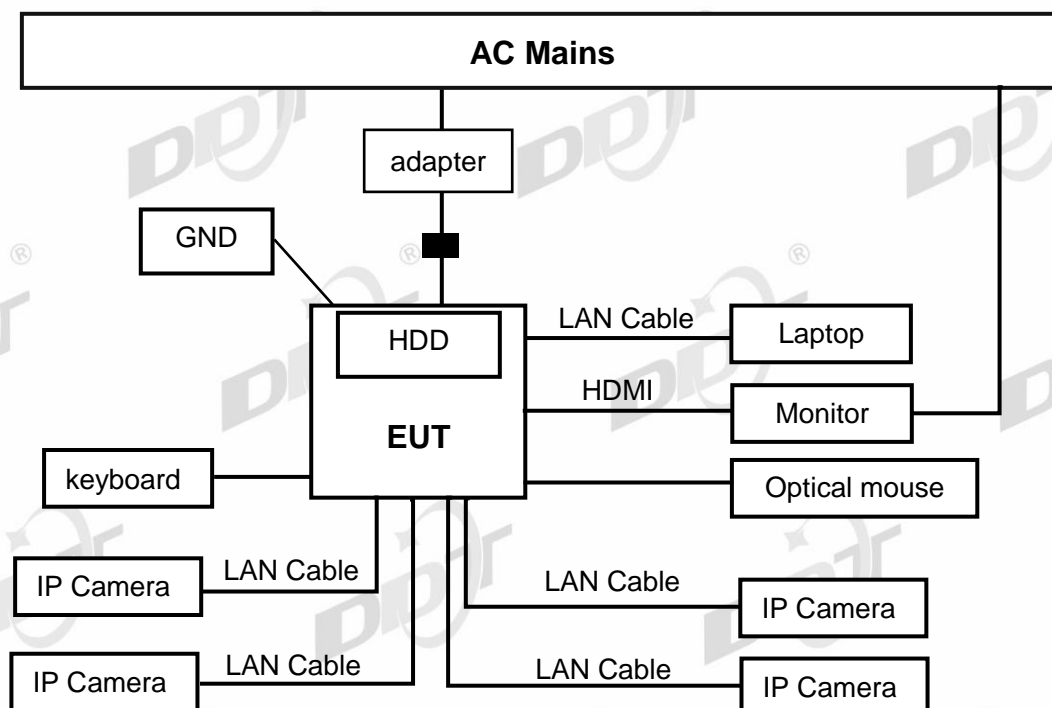 AC Mains
adapter
GND
HDD
LAN Cable
Laptop
HDMI
Monitor
EUT
keyboard
Optical mouse
IP Camera
LAN Cable
LAN Cable
IP Camera
IP Camera
LAN Cable
LAN Cable
IP Camera